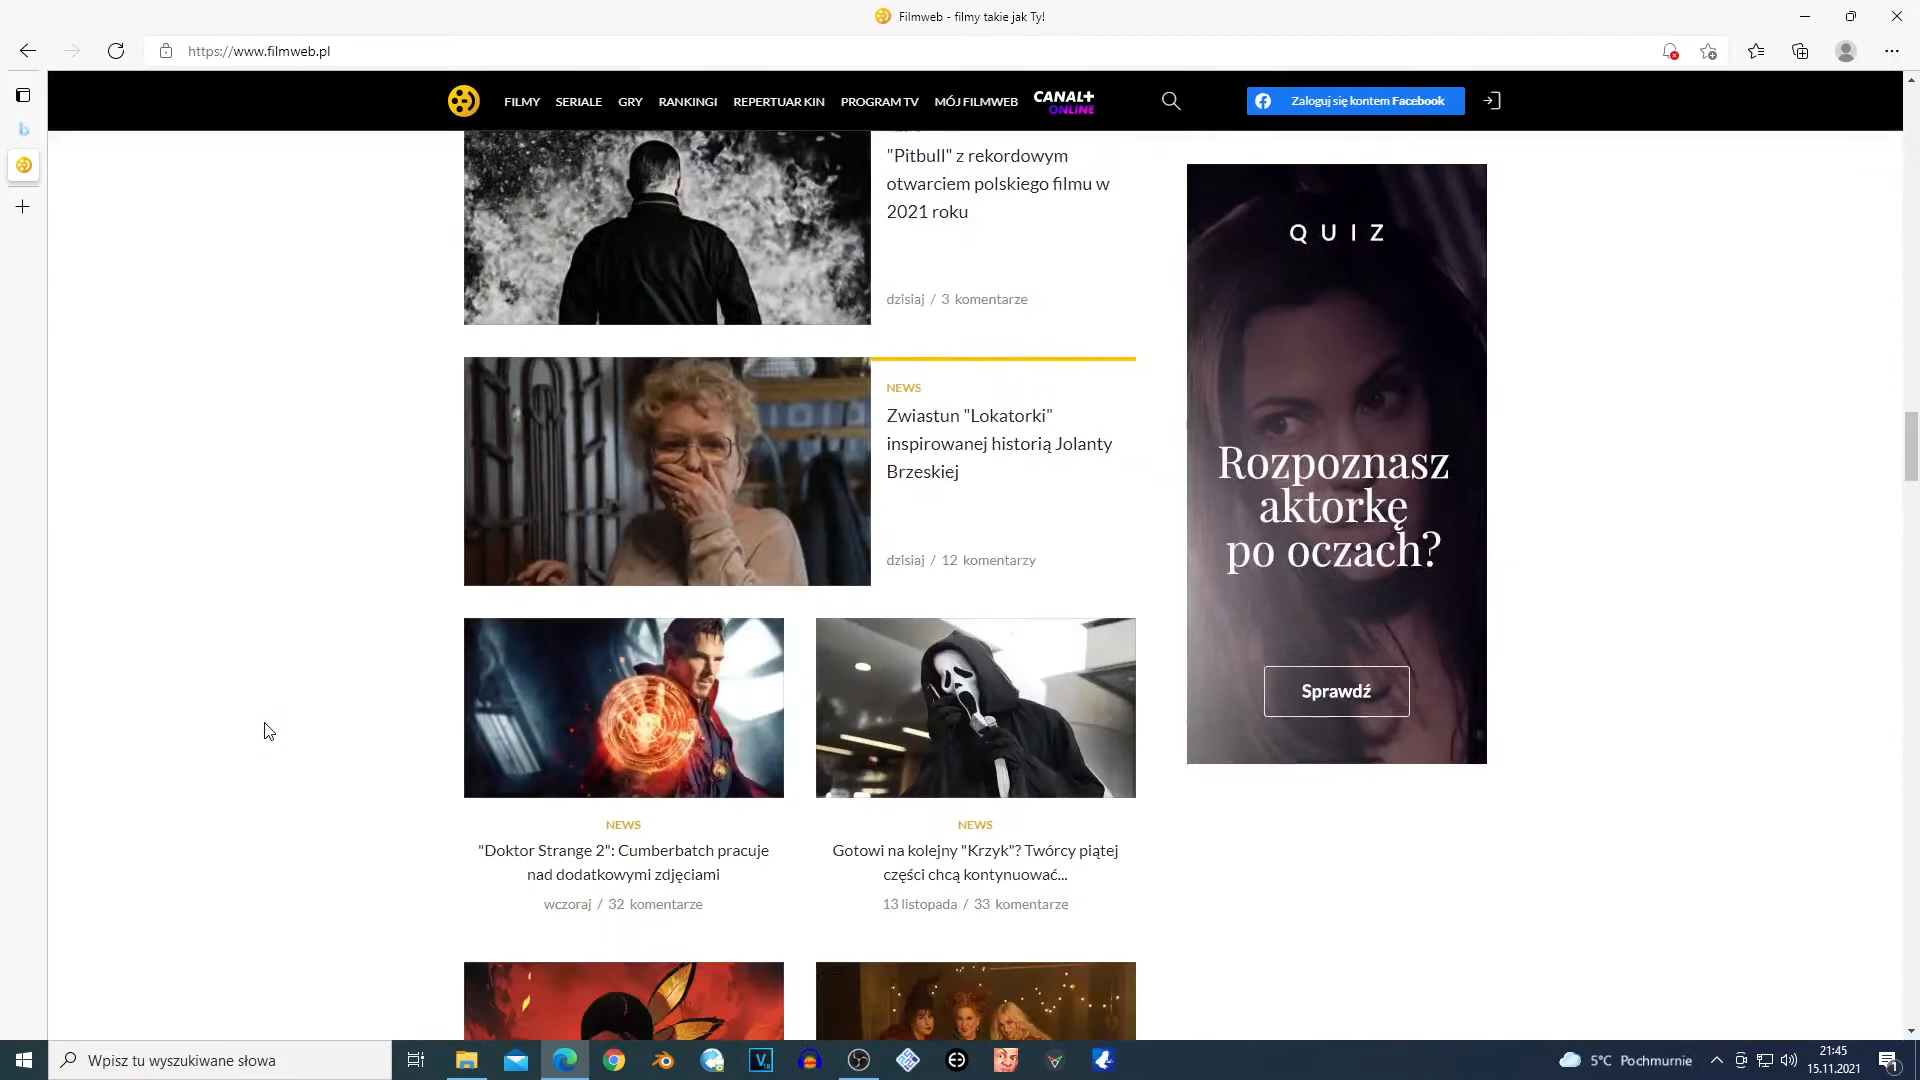 Filmweb - filmy takie jak Ty!
https://www.filmweb.pl
FILMY SERIALE GRY RANKINGI REPERTUAR KIN PROGRAM TV MÓJ FILMWEB CANAL+ ONLINE
Zaloguj się kontem Facebook
"Pitbull" z rekordowym
otwarciem polskiego filmu w
2021 roku
dzisiaj / 3 komentarze
NEWS
Zwiastun "Lokatorki"
inspirowanej historią Jolanty
Brzeskiej
dzisiaj / 12 komentarzy
QUIZ
Rozpoznasz
aktorkę
po oczach?
Sprawdź
NEWS
"Doktor Strange 2": Cumberbatch pracuje
nad dodatkowymi zdjęciami
wczoraj / 32 komentarze
NEWS
Gotowi na kolejny "Krzyk"? Twórcy piątej
części chcą kontynuować...
13 listopada / 33 komentarze
Wpisz tu wyszukiwane słowa
5°C Pochmurnie
21:45
15.11.2021
1